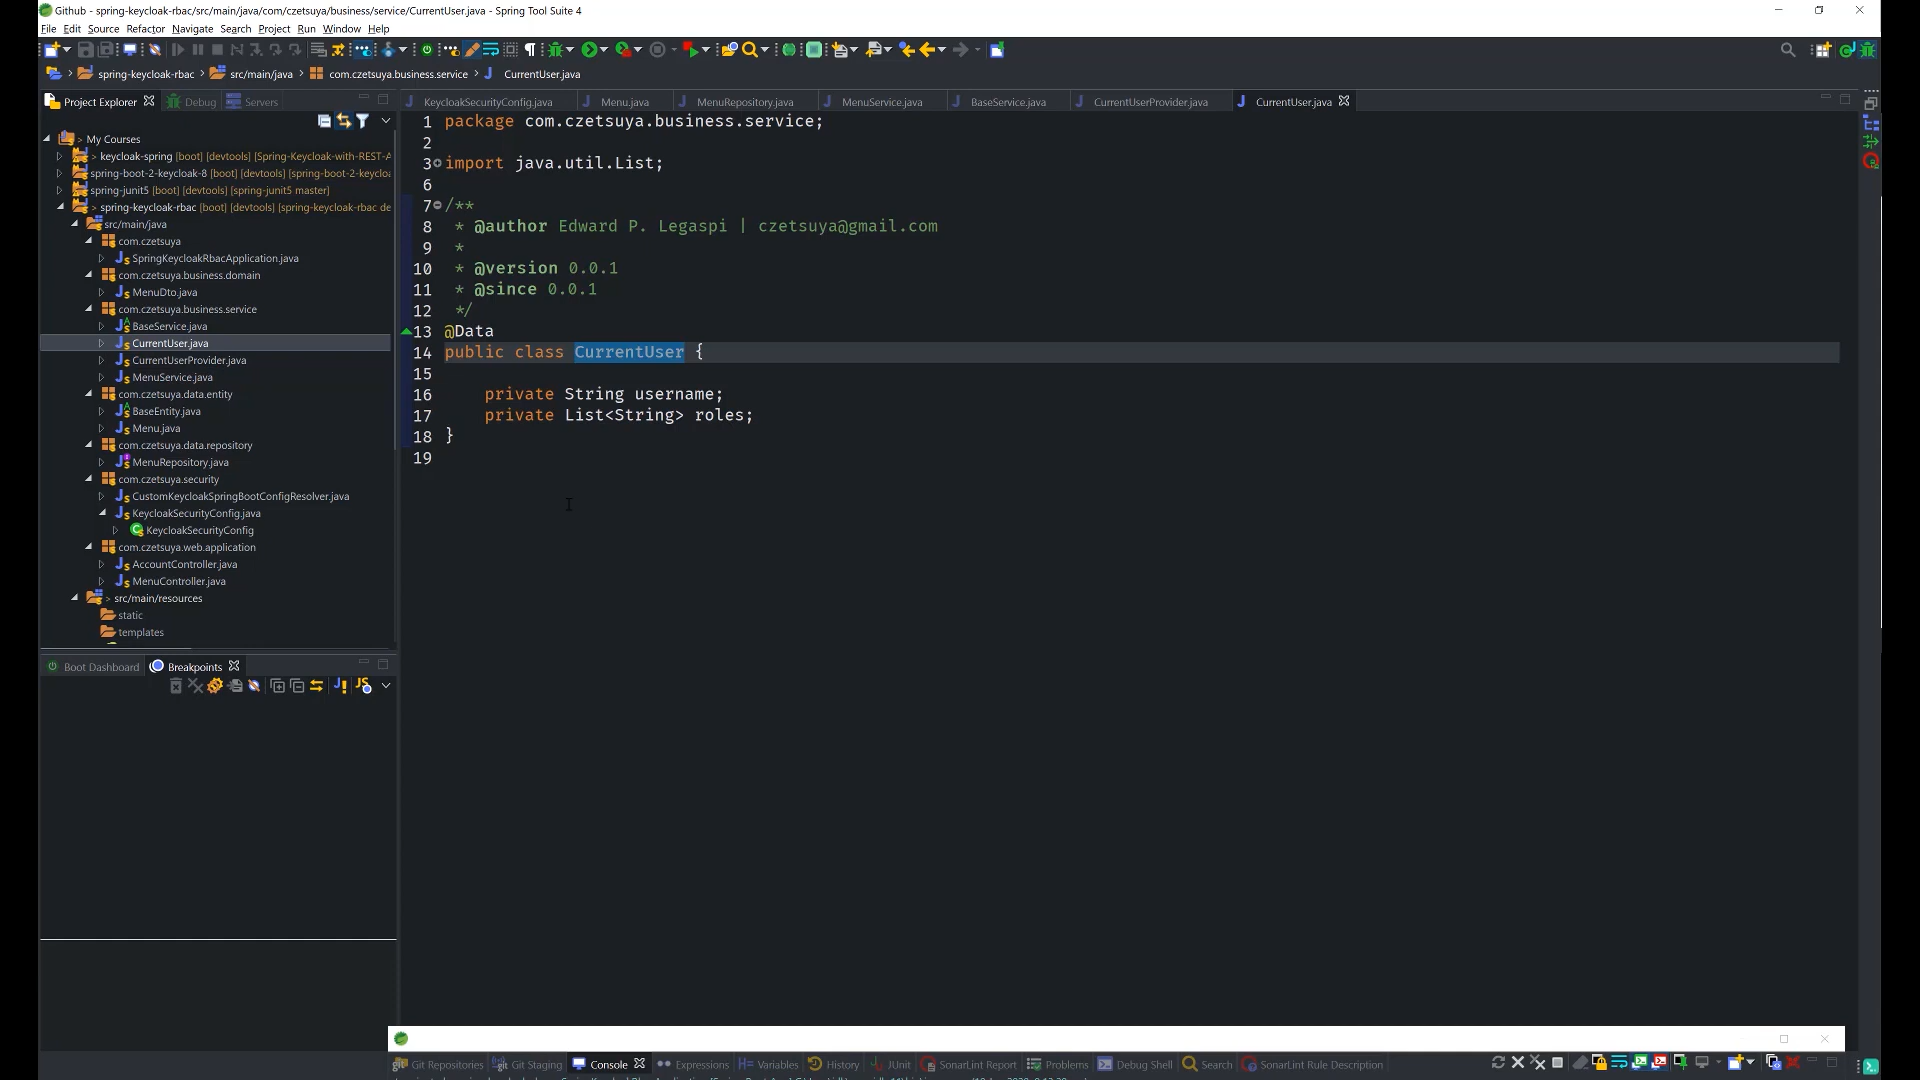 Github - spring-keycloak-rbac/src/main/java/com/czetsuya/business/service/CurrentUser.java - Spring Tool Suite 4
File Edit Source Refactor Navigate Search Project Run Window Help
spring-keycloak-rbac > src/main/java > com.czetsuya.business.service > CurrentUser.java
Project Explorer Debug Servers
KeycloakSecurityConfig.java Menu.java MenuRepository.java MenuService.java BaseService.java CurrentUserProvider.java CurrentUser.java
> My Courses
> keycloak-spring [boot] [devtools] [Spring-Keycloak-with-REST-A
spring-boot-2-keycloak-8 [boot] [devtools] [spring-boot-2-keyclo
spring-junit5 [boot] [devtools] [spring-junit5 master]
> spring-keycloak-rbac [boot] [devtools] [spring-keycloak-rbac de
src/main/java
com.czetsuya
SpringKeycloakRbacApplication.java
com.czetsuya.business.domain
MenuDto.java
com.czetsuya.business.service
BaseService.java
CurrentUser.java
CurrentUserProvider.java
MenuService.java
com.czetsuya.data.entity
BaseEntity.java
Menu.java
com.czetsuya.data.repository
MenuRepository.java
com.czetsuya.security
CustomKeycloakSpringBootConfigResolver.java
KeycloakSecurityConfig.java
KeycloakSecurityConfig
com.czetsuya.web.application
AccountController.java
MenuController.java
> src/main/resources
static
templates
Boot Dashboard Breakpoints
1 package com.czetsuya.business.service;
2
3 import java.util.List;
6
7 /**
8 * @author Edward P. Legaspi | czetsuya@gmail.com
9 *
10 * @version 0.0.1
11 * @since 0.0.1
12 */
13 @Data
14 public class CurrentUser {
15
16 private String username;
17 private List<String> roles;
18 }
19
Git Repositories Git Staging Console Expressions Variables History JUnit SonarLint Report Problems Debug Shell Search SonarLint Rule Description